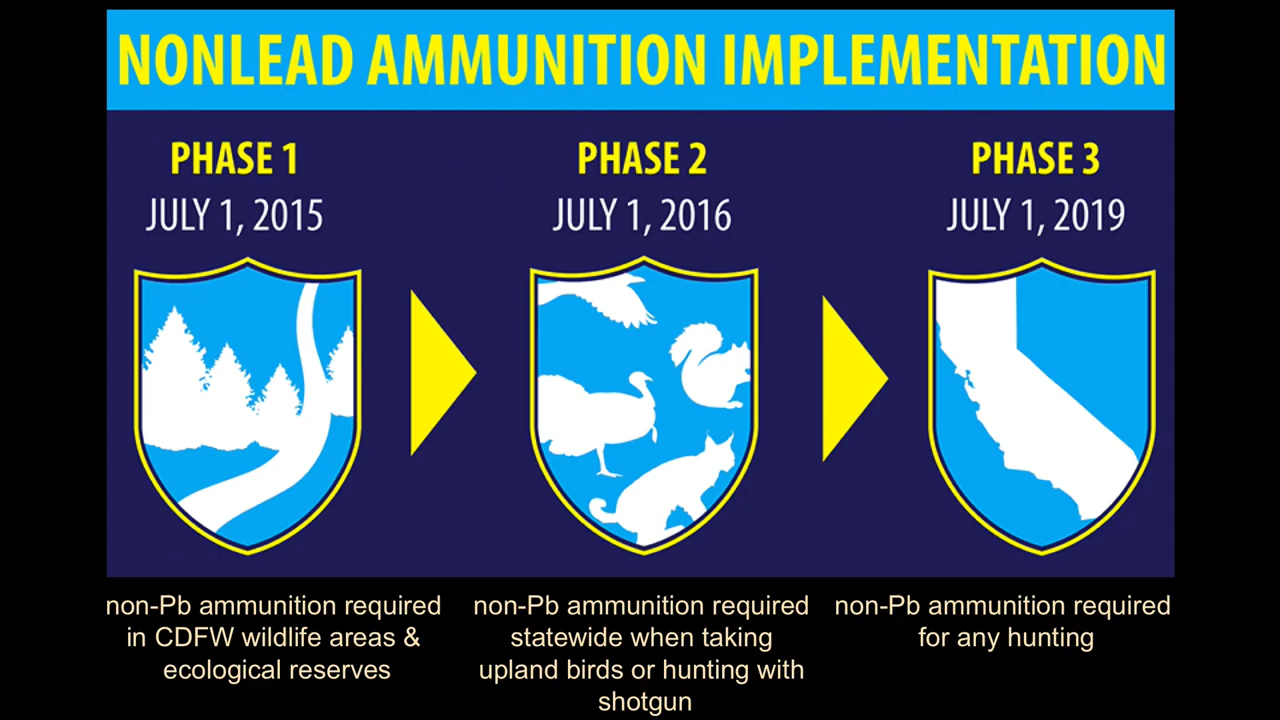 NONLEAD AMMUNITION IMPLEMENTATION
PHASE 1
JULY 1, 2015
PHASE 2
JULY 1, 2016
PHASE 3
JULY 1, 2019
non-Pb ammunition required
in CDFW wildlife areas &
ecological reserves
non-Pb ammunition required
statewide when taking
upland birds or hunting with
shotgun
non-Pb ammunition required
for any hunting